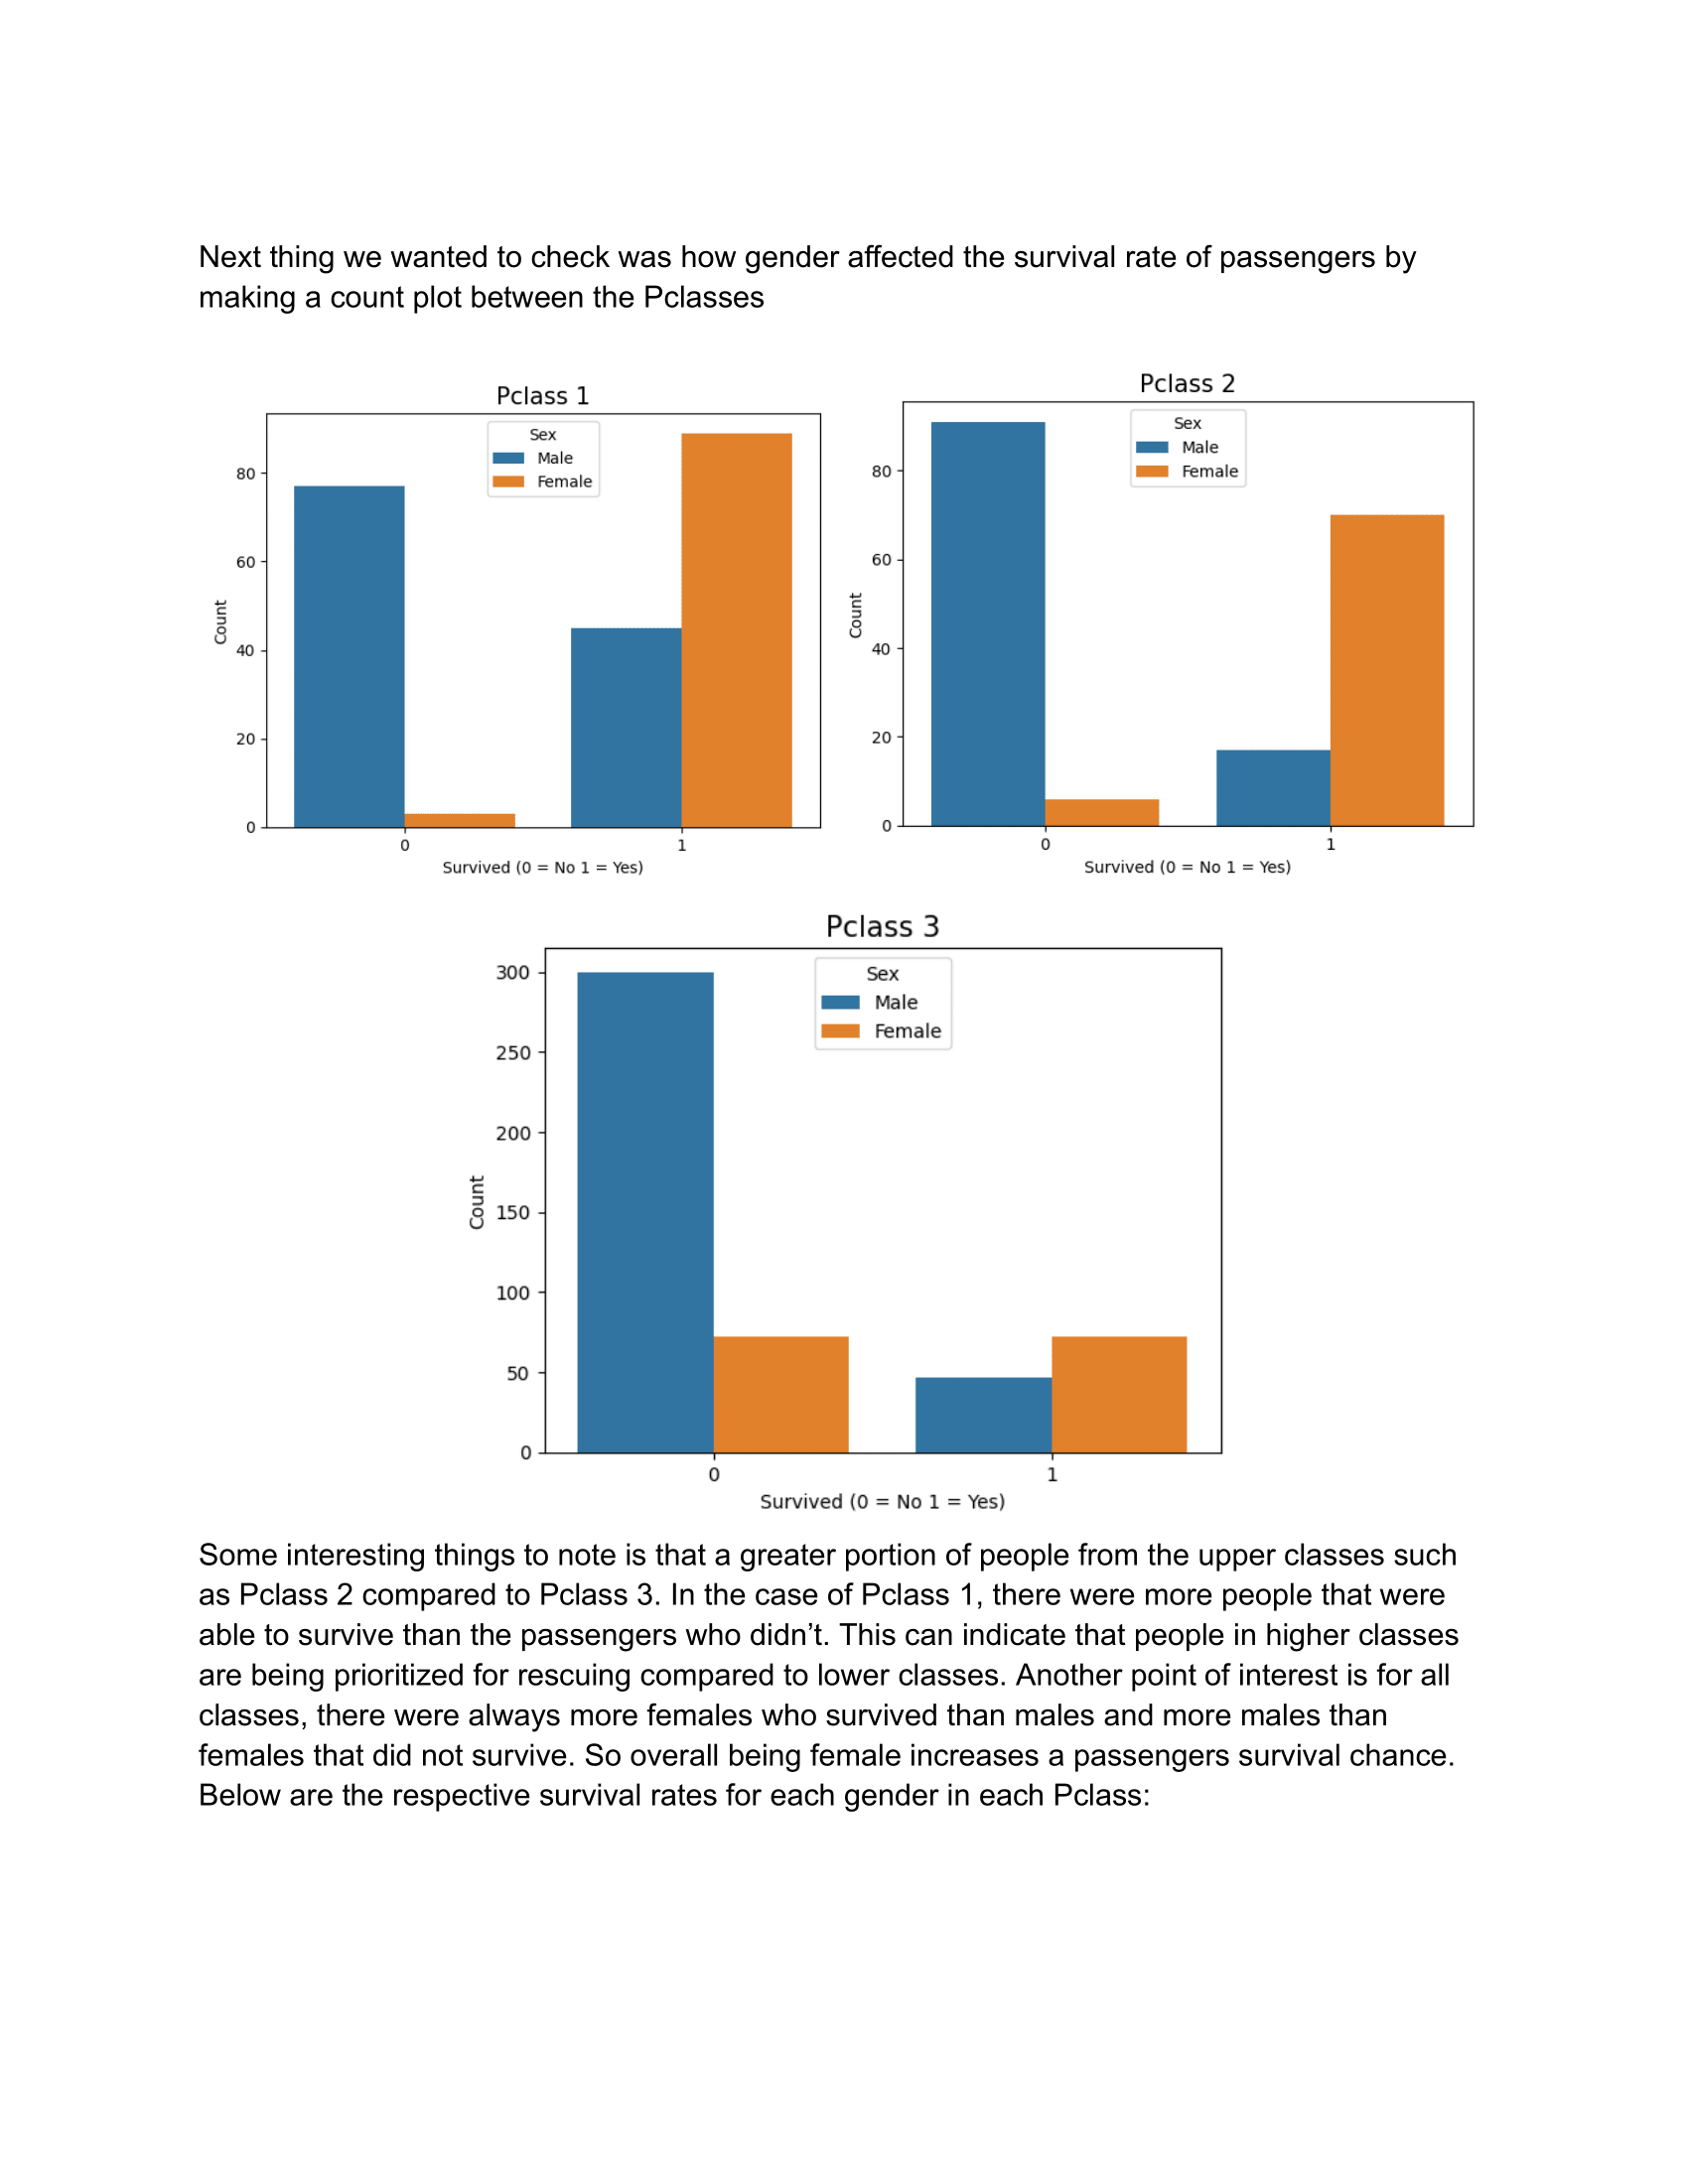 Next thing we wanted to check was how gender affected the survival rate of passengers by
making a count plot between the Pclasses
Pclass 1
Sex
Male
Female
80
60
40
20
0
Count
0
1
Survived (0 = No 1 = Yes)
Pclass 2
Sex
Male
Female
80
60
40
20
0
Count
0
1
Survived (0 = No 1 = Yes)
Pclass 3
Sex
Male
Female
300
250
200
150
100
50
0
Count
0
1
Survived (0 = No 1 = Yes)
Some interesting things to note is that a greater portion of people from the upper classes such
as Pclass 2 compared to Pclass 3. In the case of Pclass 1, there were more people that were
able to survive than the passengers who didn’t. This can indicate that people in higher classes
are being prioritized for rescuing compared to lower classes. Another point of interest is for all
classes, there were always more females who survived than males and more males than
females that did not survive. So overall being female increases a passengers survival chance.
Below are the respective survival rates for each gender in each Pclass: